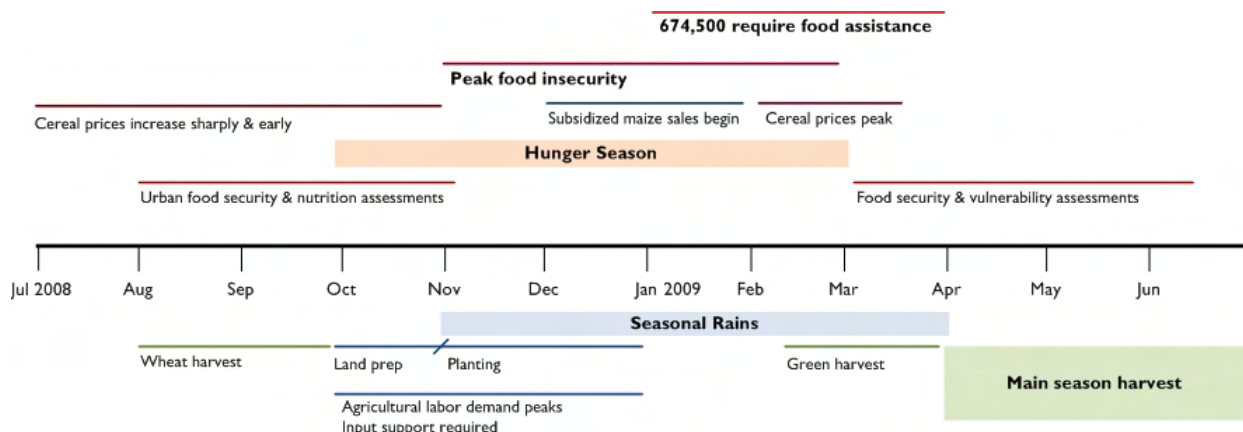 674,500 require food assistance
Peak food insecurity
Cereal prices increase sharply & early
Subsidized maize sales begin
Cereal prices peak
Hunger Season
Urban food security & nutrition assessments
Food security & vulnerability assessments
Jul 2008 Aug Sep Oct Nov Dec Jan 2009 Feb Mar Apr May Jun
Seasonal Rains
Wheat harvest
Land prep
Planting
Green harvest
Main season harvest
Agricultural labor demand peaks
Input support required